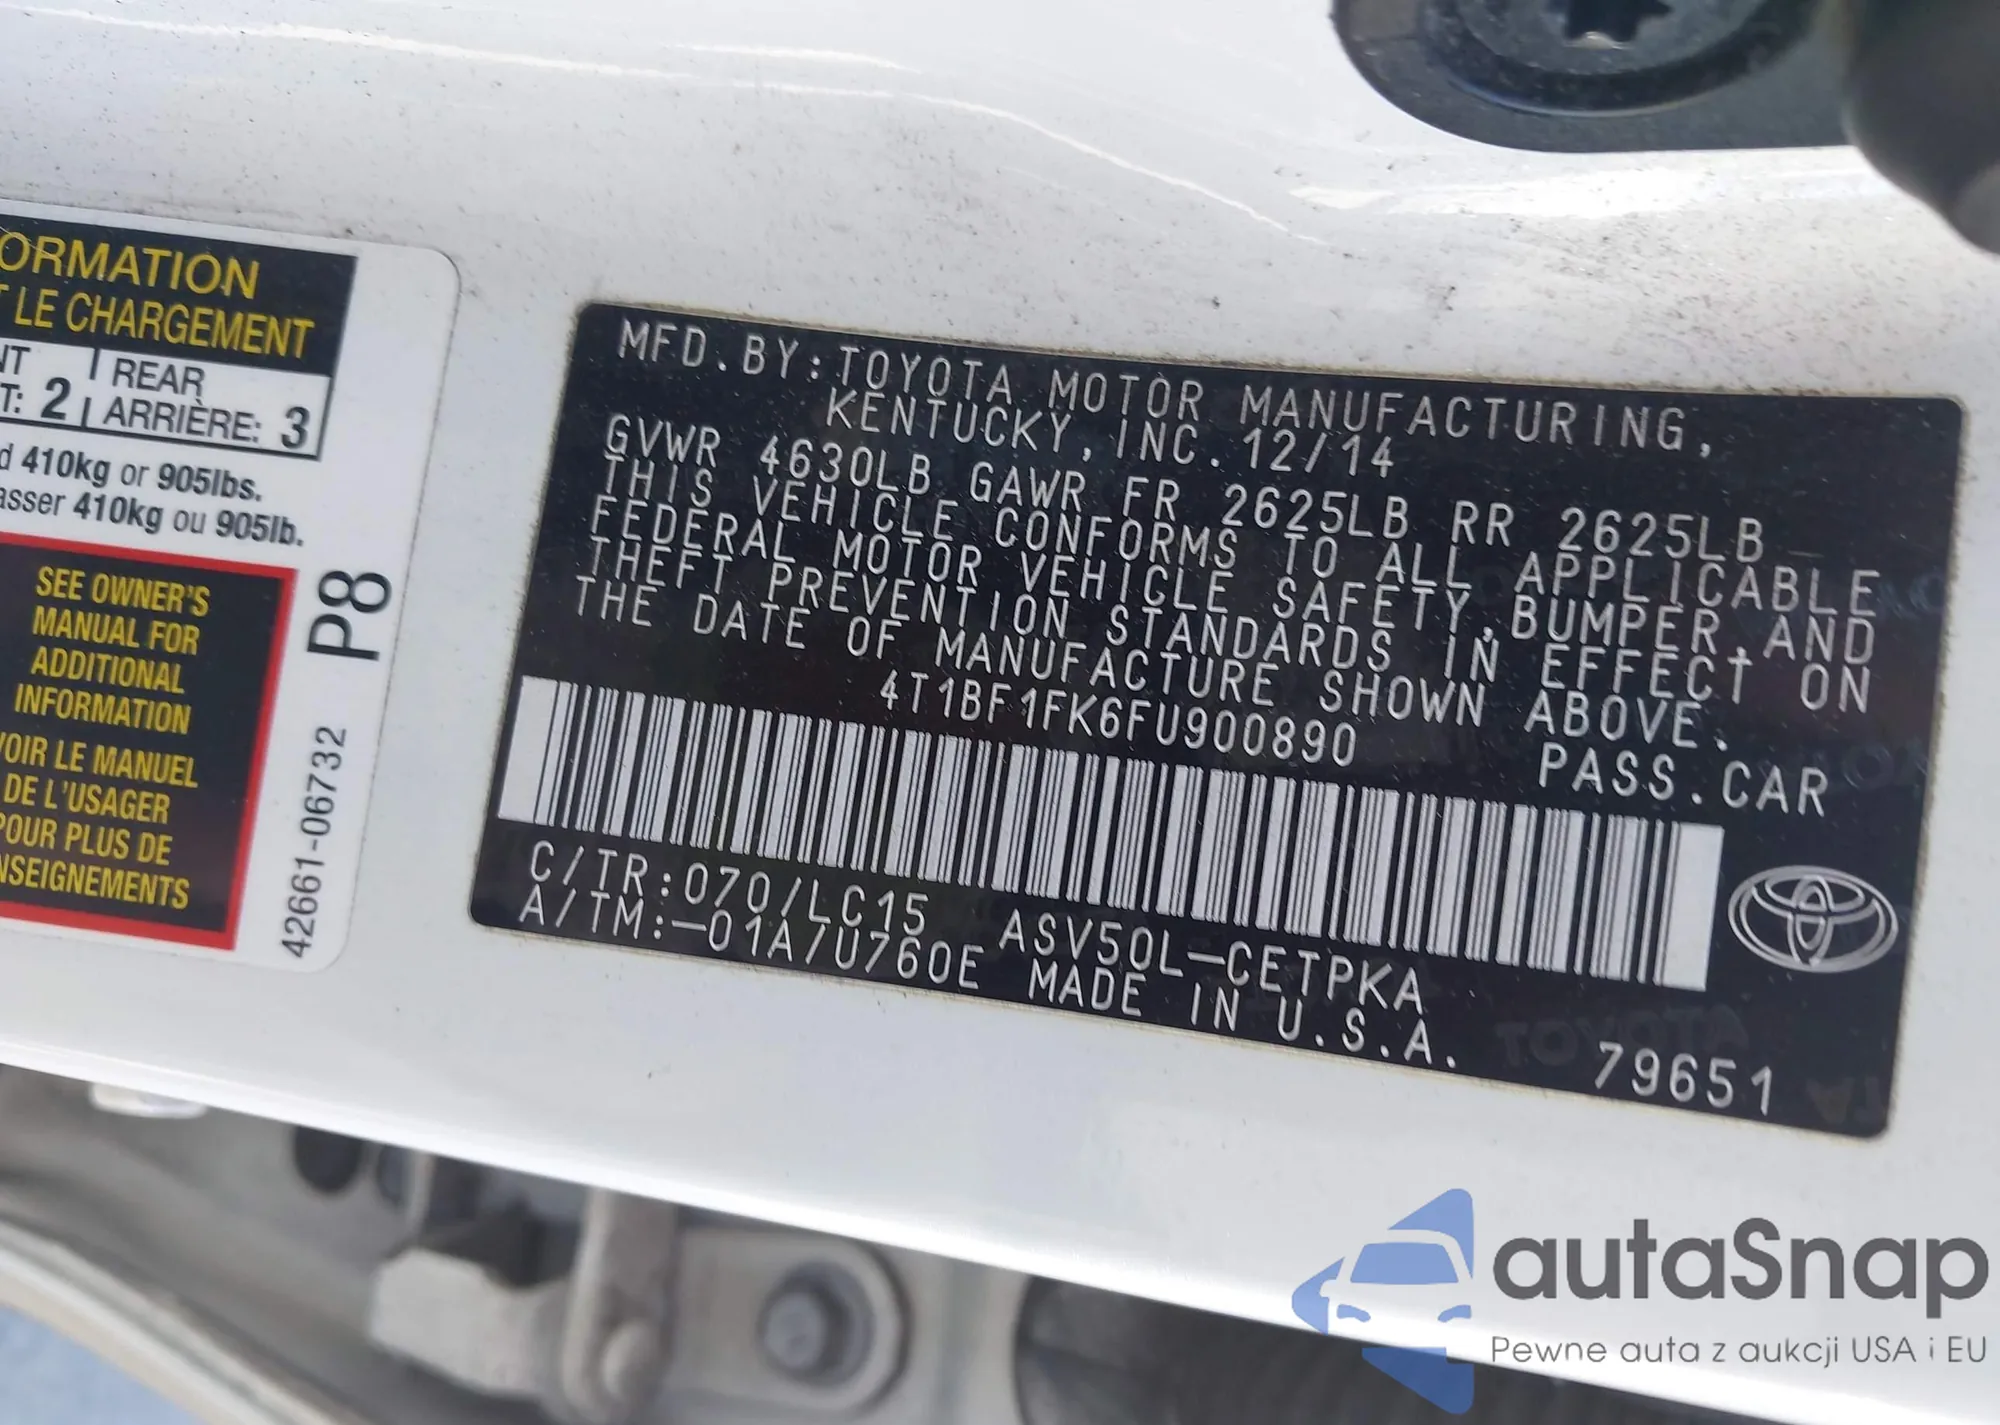 ORMATION
T LE CHARGEMENT
NT | REAR
T: 2 | ARRIÈRE: 3
d 410kg or 905lbs.
asser 410kg ou 905lb.
SEE OWNER'S
MANUAL FOR
ADDITIONAL
INFORMATION
VOIR LE MANUEL
DE L'USAGER
POUR PLUS DE
NSEIGNEMENTS
42661-06732 P8
MFD.BY:TOYOTA MOTOR MANUFACTURING,
KENTUCKY,INC.12/14
GVWR 4630LB GAWR FR 2625LB RR 2625LB
THIS VEHICLE CONFORMS TO ALL APPLICABLE
FEDERAL MOTOR VEHICLE SAFETY,BUMPER,AND
THEFT PREVENTION STANDARDS IN EFFECT ON
THE DATE OF MANUFACTURE SHOWN ABOVE.
4T1BF1FK6FU900890 PASS.CAR
C/TR:070/LC15 ASV50L-CETPKA
A/TM:-01A/U760E MADE IN U.S.A. 79651
TOYOTA
autaSnap
Pewne auta z aukcji USA i EU